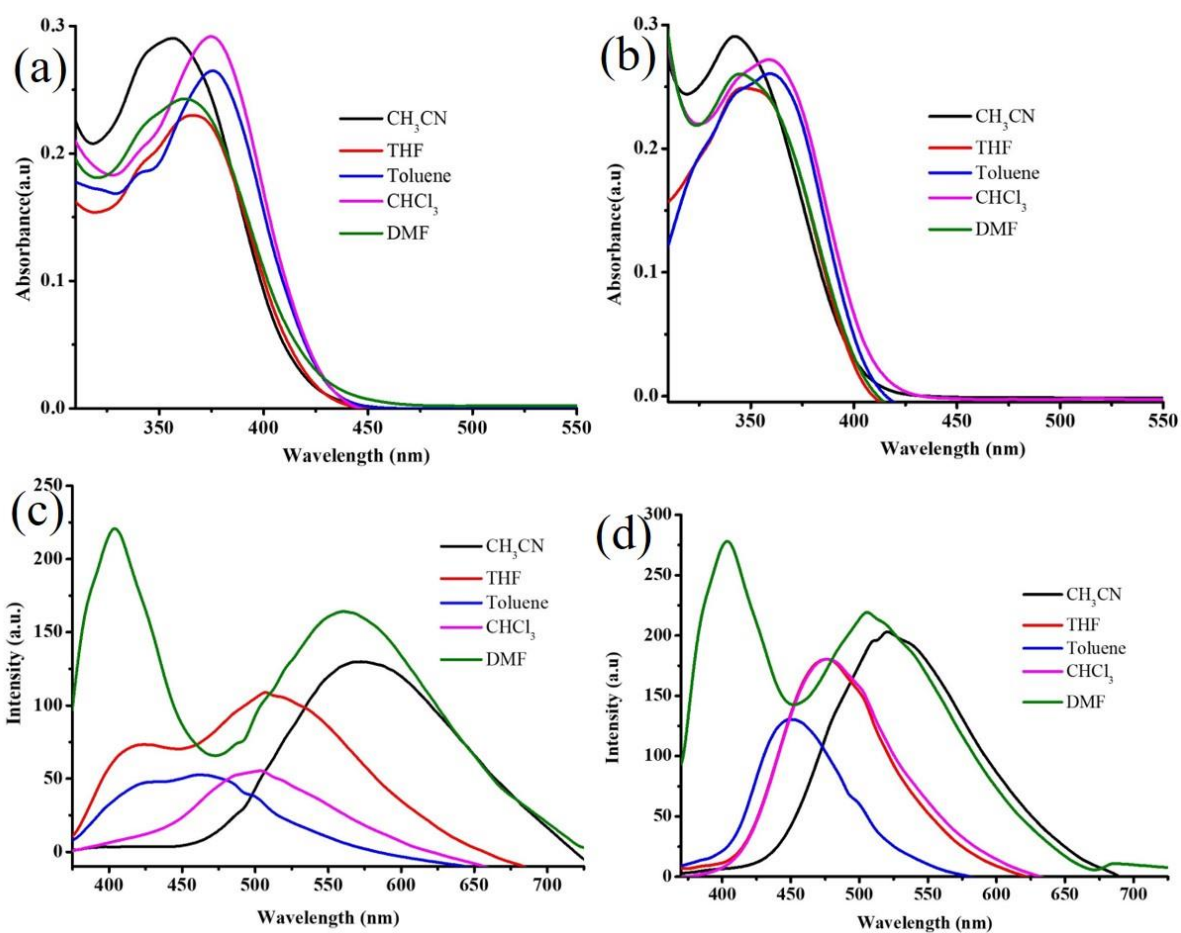 (a)
0.3
0.2
0.1
0.0
Absorbance(a.u)
350 400 450 500 550
Wavelength (nm)
CH₃CN
THF
Toluene
CHCl₃
DMF
(b)
0.3
0.2
0.1
0.0
Absorbance(a.u)
350 400 450 500 550
Wavelength (nm)
CH₃CN
THF
Toluene
CHCl₃
DMF
(c)
250
200
150
100
50
0
Intensity (a.u.)
400 450 500 550 600 650 700
Wavelength (nm)
CH₃CN
THF
Toluene
CHCl₃
DMF
(d)
300
250
200
150
100
50
0
Intensity (a.u)
400 450 500 550 600 650 700
Wavelength (nm)
CH₃CN
THF
Toluene
CHCl₃
DMF